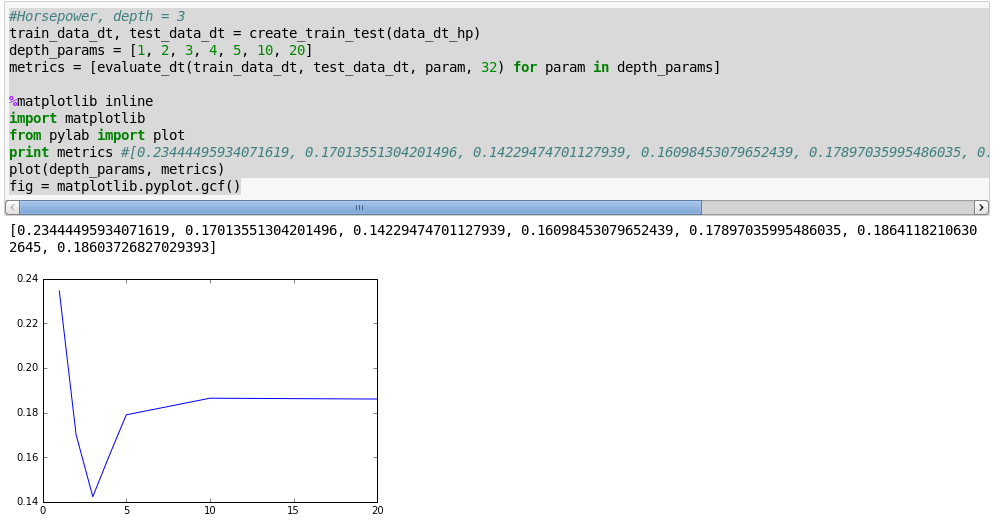 #Horsepower, depth = 3
train_data_dt, test_data_dt = create_train_test(data_dt_hp)
depth_params = [1, 2, 3, 4, 5, 10, 20]
metrics = [evaluate_dt(train_data_dt, test_data_dt, param, 32) for param in depth_params]
%matplotlib inline
import matplotlib
from pylab import plot
print metrics #[0.23444495934071619, 0.17013551304201496, 0.14229474701127939, 0.16098453079652439, 0.17897035995486035, 0.
plot(depth_params, metrics)
fig = matplotlib.pyplot.gcf()
[0.23444495934071619, 0.17013551304201496, 0.14229474701127939, 0.16098453079652439, 0.17897035995486035, 0.1864118210630
2645, 0.18603726827029393]
0.24
0.22
0.20
0.18
0.16
0.14
0 5 10 15 20